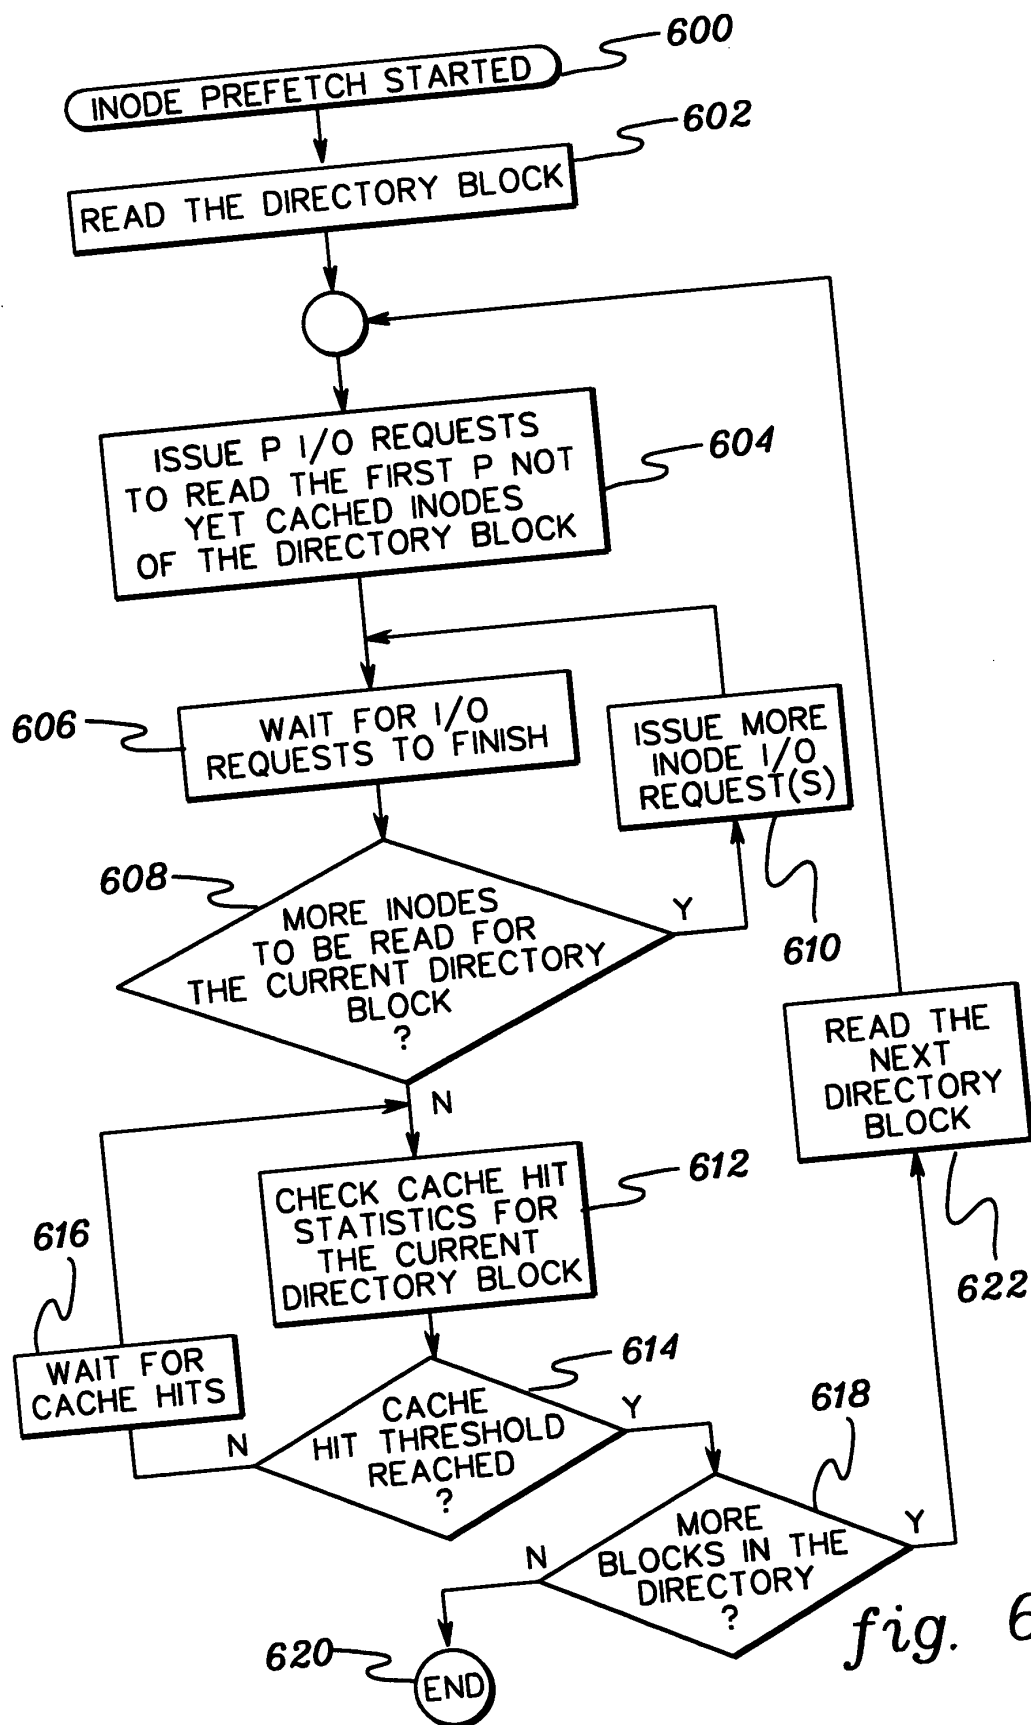 600
INODE PREFETCH STARTED
602
READ THE DIRECTORY BLOCK
ISSUE P I/O REQUESTS
TO READ THE FIRST P NOT
YET CACHED INODES
OF THE DIRECTORY BLOCK
604
606
WAIT FOR I/O
REQUESTS TO FINISH
ISSUE MORE
INODE I/O
REQUEST(S)
610
608
MORE INODES
TO BE READ FOR
THE CURRENT DIRECTORY
BLOCK
?
Y
N
READ THE
NEXT
DIRECTORY
BLOCK
622
CHECK CACHE HIT
STATISTICS FOR
THE CURRENT
DIRECTORY BLOCK
612
616
WAIT FOR
CACHE HITS
614
CACHE
HIT THRESHOLD
REACHED
?
N
Y
618
MORE
BLOCKS IN THE
DIRECTORY
?
N
Y
620
END
fig. 6